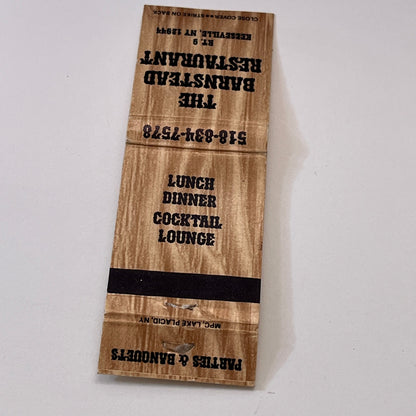 CLOSE COVER STRIKE ON BACK
KEESEVILLE, NY 12944
RT. 9
RESTAURANT
BARNSTEAD
THE
518-834-7578
LUNCH
DINNER
COCKTAIL
LOUNGE
MPC, LAKE PLACID, NY
PARTIES & BANQUETS